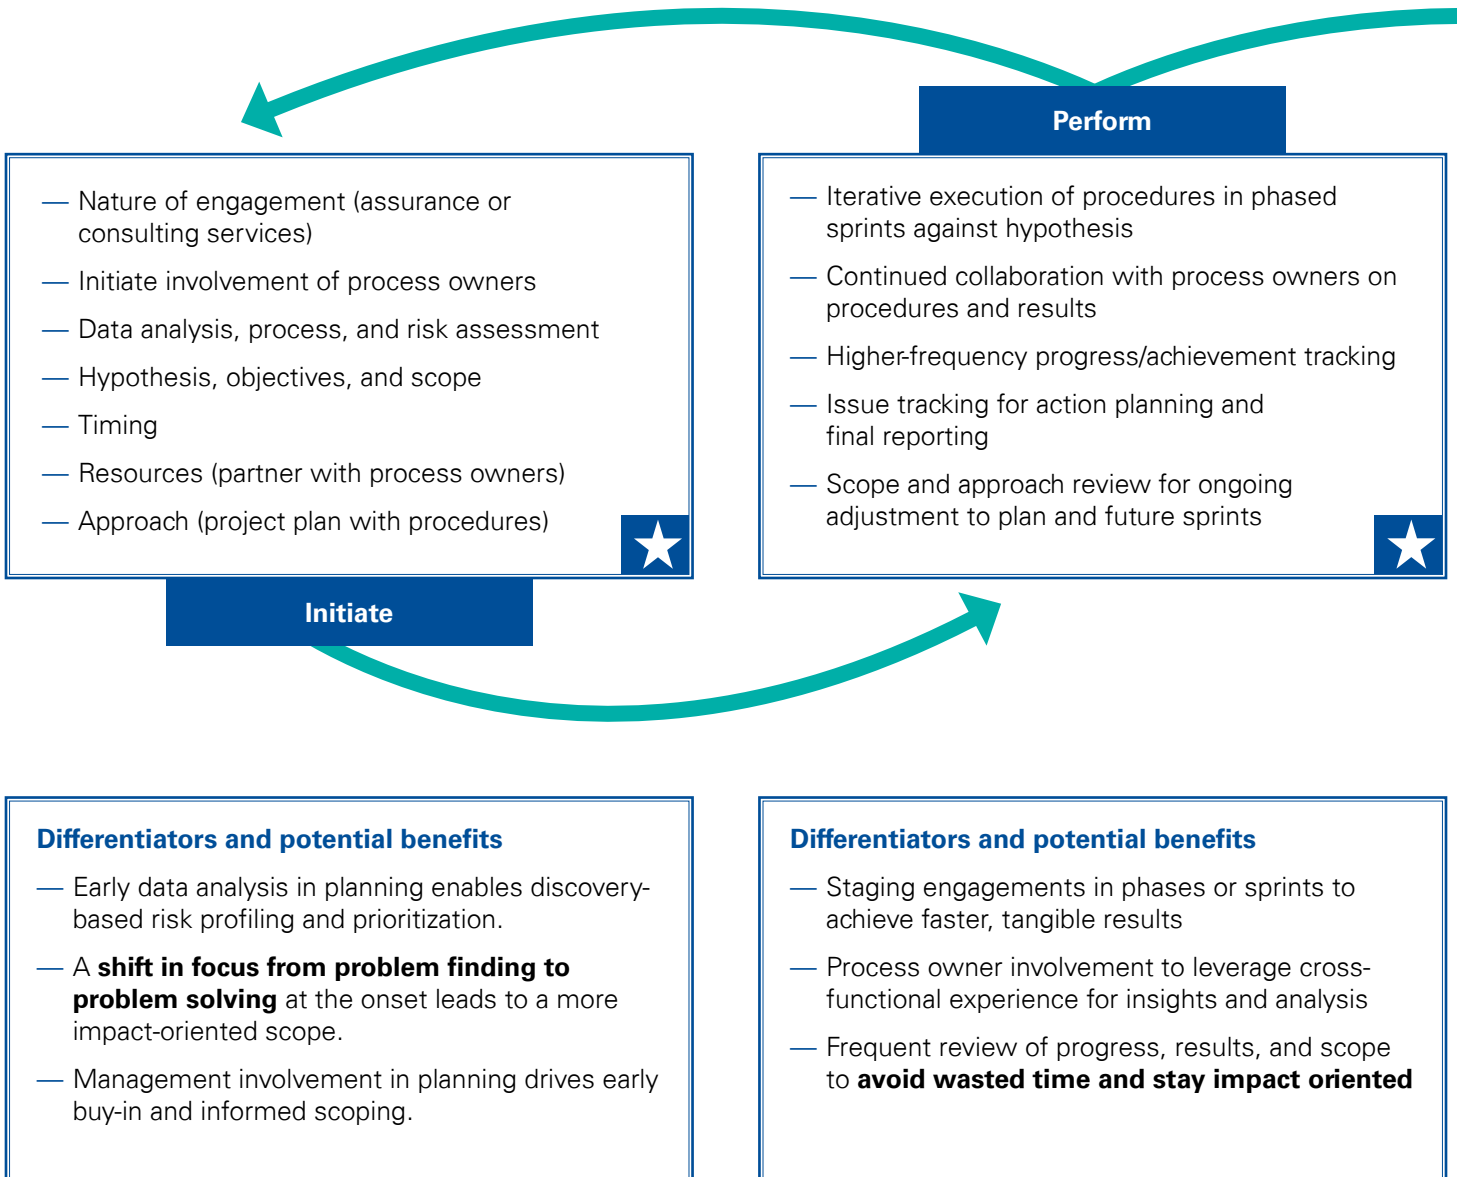 Perform
— Nature of engagement (assurance or
consulting services)
— Initiate involvement of process owners
— Data analysis, process, and risk assessment
— Hypothesis, objectives, and scope
— Timing
— Resources (partner with process owners)
— Approach (project plan with procedures)
Initiate
— Iterative execution of procedures in phased
sprints against hypothesis
— Continued collaboration with process owners on
procedures and results
— Higher-frequency progress/achievement tracking
— Issue tracking for action planning and
final reporting
— Scope and approach review for ongoing
adjustment to plan and future sprints
Differentiators and potential benefits
— Early data analysis in planning enables discovery-
based risk profiling and prioritization.
— A shift in focus from problem finding to
problem solving at the onset leads to a more
impact-oriented scope.
— Management involvement in planning drives early
buy-in and informed scoping.
Differentiators and potential benefits
— Staging engagements in phases or sprints to
achieve faster, tangible results
— Process owner involvement to leverage cross-
functional experience for insights and analysis
— Frequent review of progress, results, and scope
to avoid wasted time and stay impact oriented